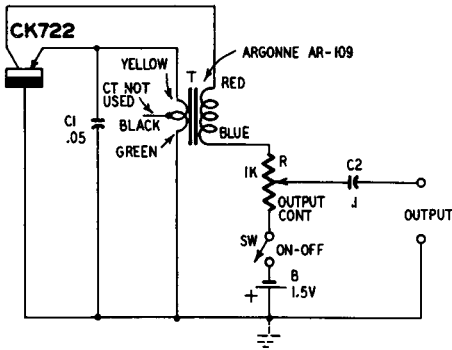 CK722
YELLOW
T
ARGONNE AR-109
RED
CT NOT
USED
BLACK
BLUE
GREEN
C1
.05
R
1K
C2
.1
OUTPUT
CONT
OUTPUT
SW
ON-OFF
B
+
1.5V